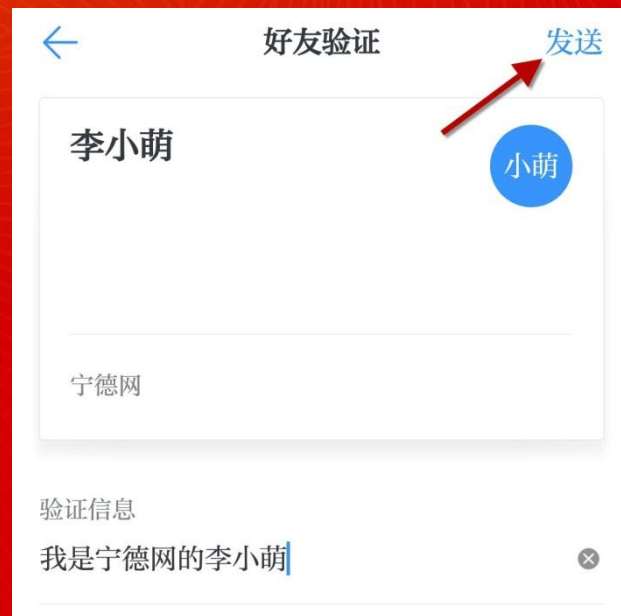 好友验证 发送
李小萌
小萌
宁德网
验证信息
我是宁德网的李小萌